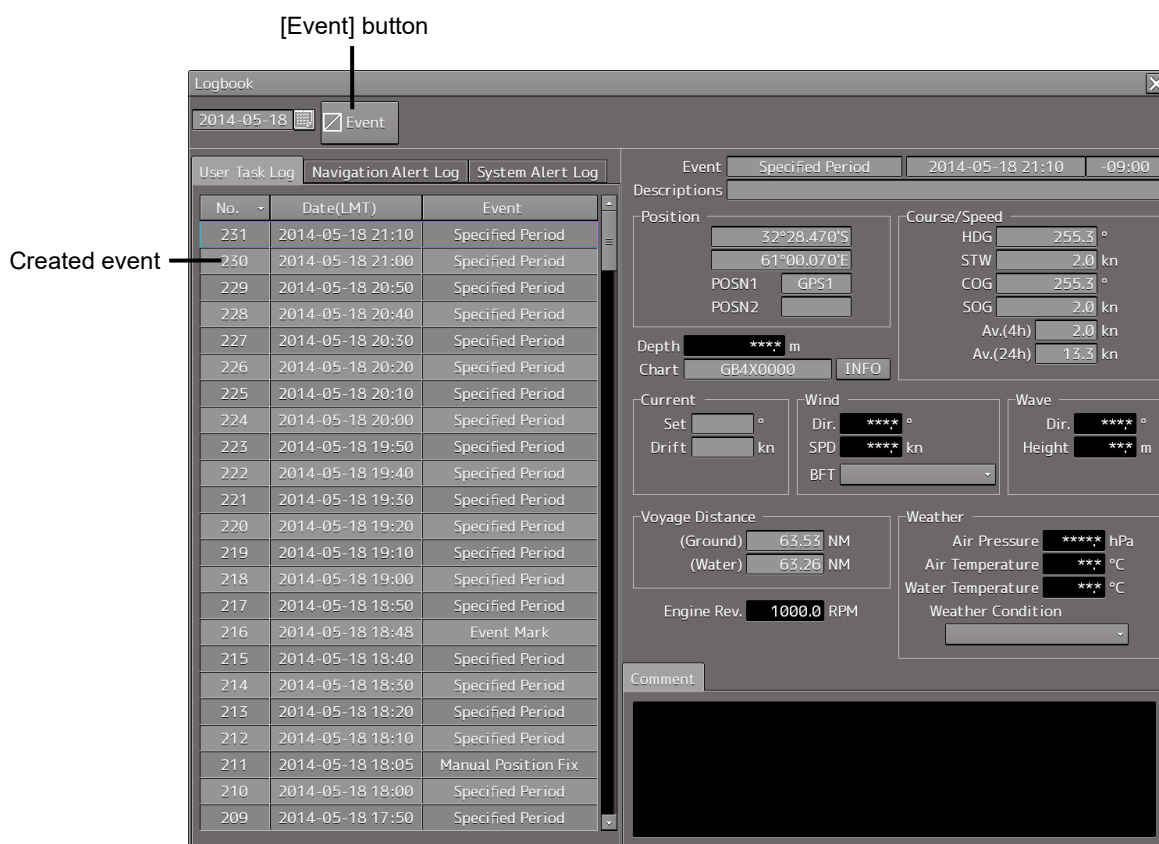 [Event] button
Logbook
2014-05-18 Event
User Task Log Navigation Alert Log System Alert Log
No. Date(LMT) Event
231 2014-05-18 21:10 Specified Period
Created event
230 2014-05-18 21:00 Specified Period
229 2014-05-18 20:50 Specified Period
228 2014-05-18 20:40 Specified Period
227 2014-05-18 20:30 Specified Period
226 2014-05-18 20:20 Specified Period
225 2014-05-18 20:10 Specified Period
224 2014-05-18 20:00 Specified Period
223 2014-05-18 19:50 Specified Period
222 2014-05-18 19:40 Specified Period
221 2014-05-18 19:30 Specified Period
220 2014-05-18 19:20 Specified Period
219 2014-05-18 19:10 Specified Period
218 2014-05-18 19:00 Specified Period
217 2014-05-18 18:50 Specified Period
216 2014-05-18 18:48 Event Mark
215 2014-05-18 18:40 Specified Period
214 2014-05-18 18:30 Specified Period
213 2014-05-18 18:20 Specified Period
212 2014-05-18 18:10 Specified Period
211 2014-05-18 18:05 Manual Position Fix
210 2014-05-18 18:00 Specified Period
209 2014-05-18 17:50 Specified Period
Event Specified Period 2014-05-18 21:10 -09:00
Descriptions
Position
32°28.470'S
61°00.070'E
POSN1 GPS1
POSN2
Course/Speed
HDG 255.3 °
STW 2.0 kn
COG 255.3 °
SOG 2.0 kn
Av.(4h) 2.0 kn
Av.(24h) 13.3 kn
Depth ***.* m
Chart GB4X0000 INFO
Current
Set °
Drift kn
Wind
Dir. ***.* °
SPD ***.* kn
BFT
Wave
Dir. ***.* °
Height **.* m
Voyage Distance
(Ground) 63.53 NM
(Water) 63.26 NM
Engine Rev. 1000.0 RPM
Weather
Air Pressure ****.* hPa
Air Temperature **.* °C
Water Temperature **.* °C
Weather Condition
Comment